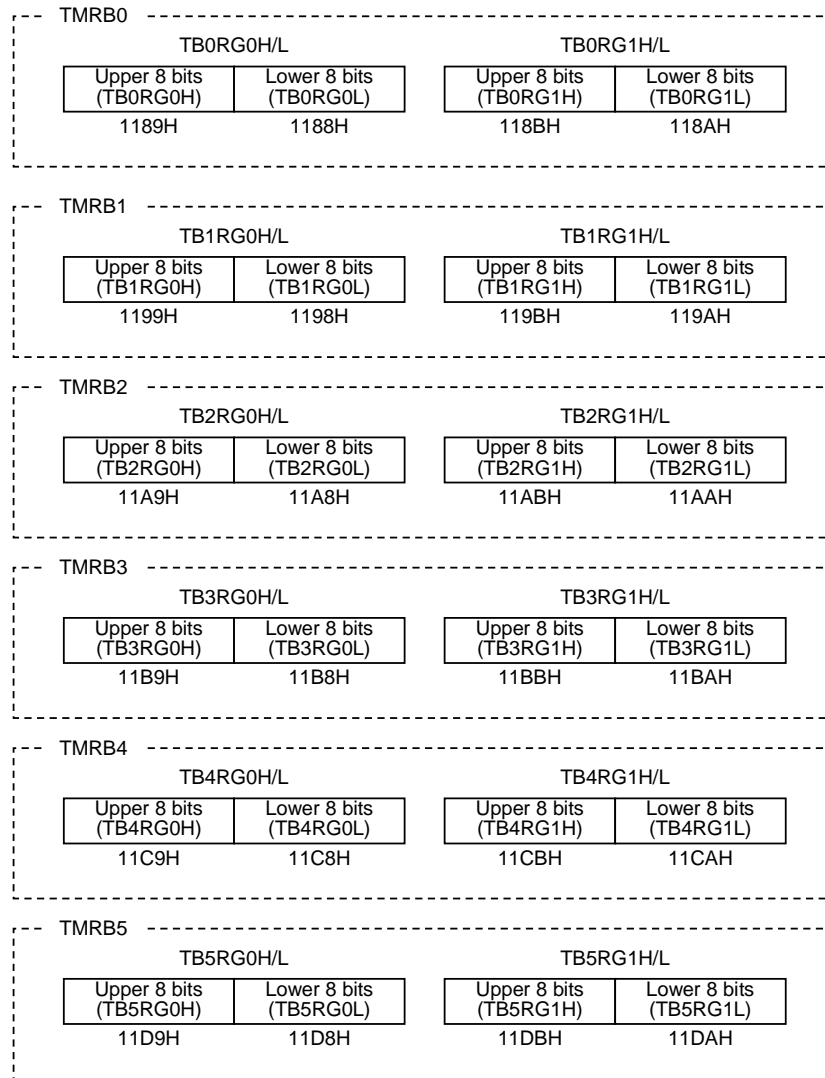 TMRB0
TB0RG0H/L TB0RG1H/L
Upper 8 bits Lower 8 bits Upper 8 bits Lower 8 bits
(TB0RG0H) (TB0RG0L) (TB0RG1H) (TB0RG1L)
1189H 1188H 118BH 118AH
TMRB1
TB1RG0H/L TB1RG1H/L
Upper 8 bits Lower 8 bits Upper 8 bits Lower 8 bits
(TB1RG0H) (TB1RG0L) (TB1RG1H) (TB1RG1L)
1199H 1198H 119BH 119AH
TMRB2
TB2RG0H/L TB2RG1H/L
Upper 8 bits Lower 8 bits Upper 8 bits Lower 8 bits
(TB2RG0H) (TB2RG0L) (TB2RG1H) (TB2RG1L)
11A9H 11A8H 11ABH 11AAH
TMRB3
TB3RG0H/L TB3RG1H/L
Upper 8 bits Lower 8 bits Upper 8 bits Lower 8 bits
(TB3RG0H) (TB3RG0L) (TB3RG1H) (TB3RG1L)
11B9H 11B8H 11BBH 11BAH
TMRB4
TB4RG0H/L TB4RG1H/L
Upper 8 bits Lower 8 bits Upper 8 bits Lower 8 bits
(TB4RG0H) (TB4RG0L) (TB4RG1H) (TB4RG1L)
11C9H 11C8H 11CBH 11CAH
TMRB5
TB5RG0H/L TB5RG1H/L
Upper 8 bits Lower 8 bits Upper 8 bits Lower 8 bits
(TB5RG0H) (TB5RG0L) (TB5RG1H) (TB5RG1L)
11D9H 11D8H 11DBH 11DAH